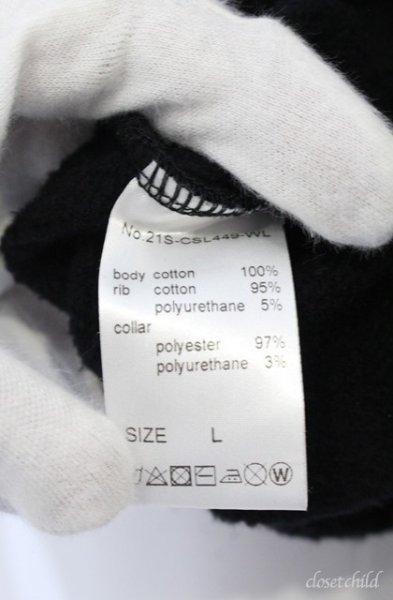 No.21S-CSL449-WL
body cotton 100%
rib cotton 95%
polyurethane 5%
collar
polyester 97%
polyurethane 3%
SIZE L
W
closetchild